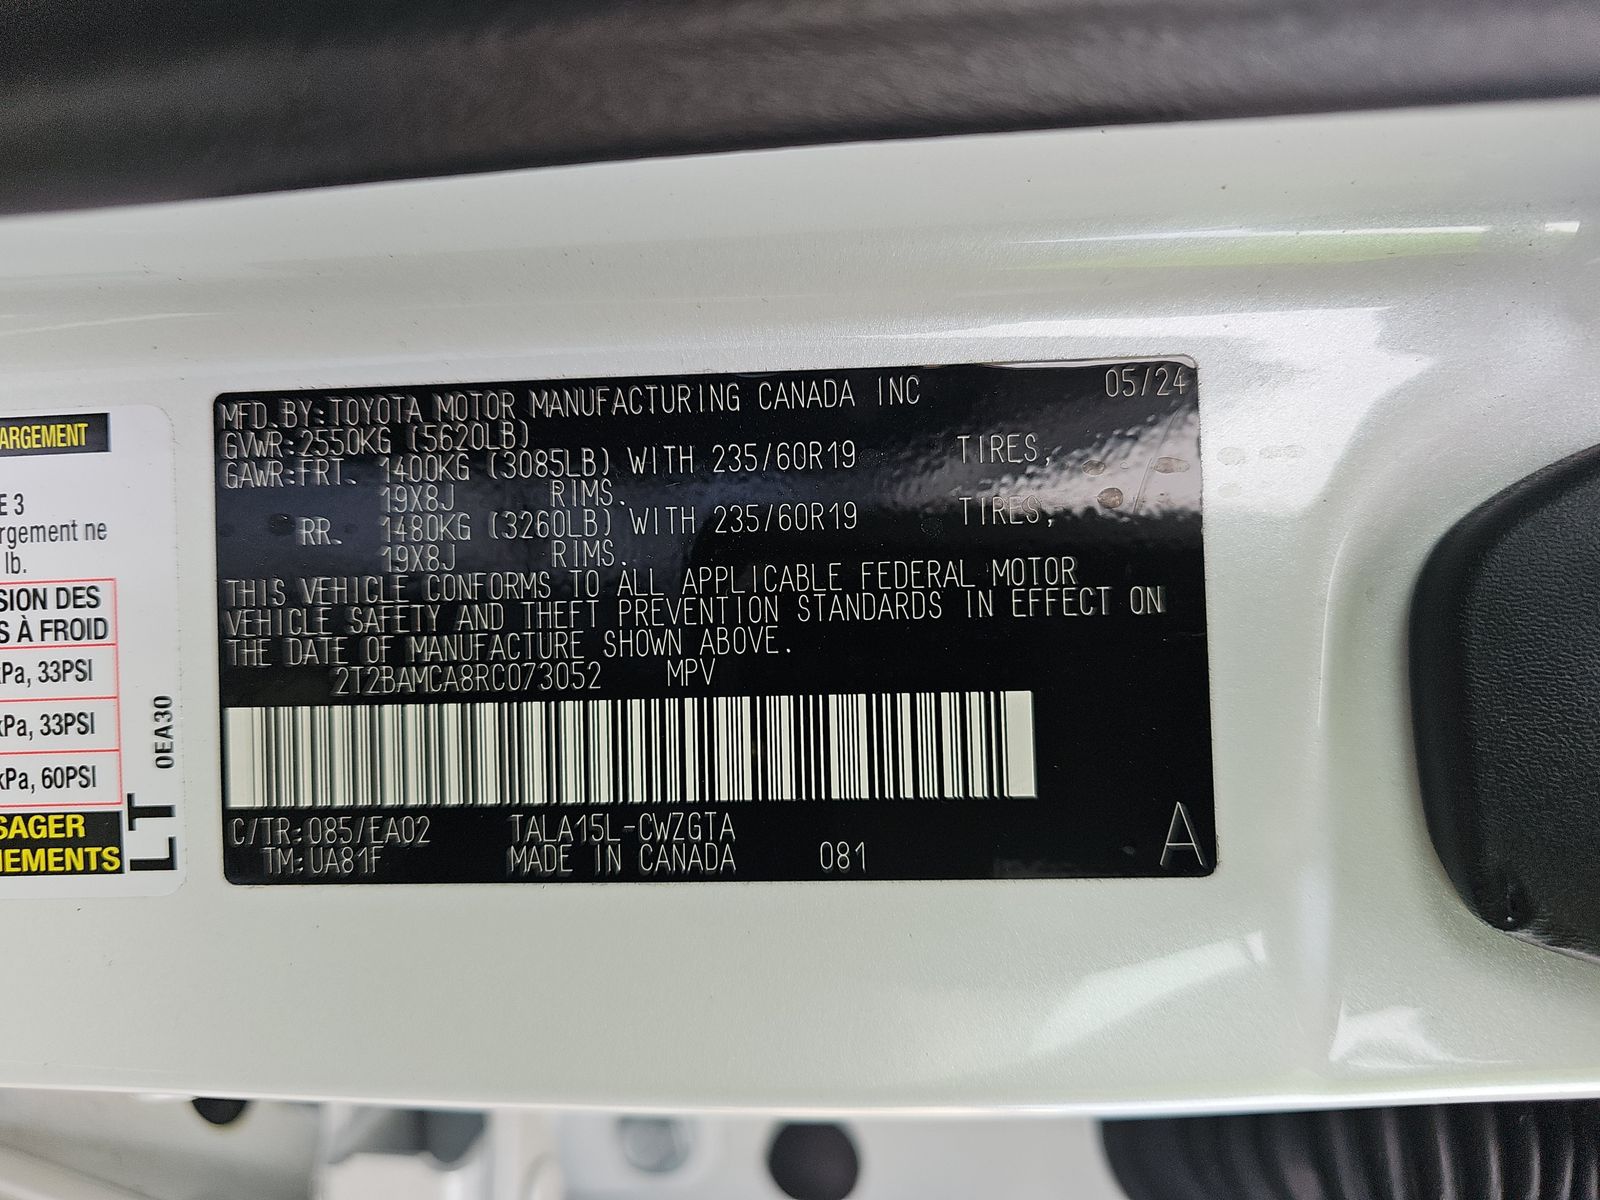 MFD.BY:TOYOTA MOTOR MANUFACTURING CANADA INC 05/24
GVWR:2550KG (5620LB)
GAWR:FRT. 1400KG (3085LB) WITH 235/60R19 TIRES,
19X8J RIMS.
RR. 1480KG (3260LB) WITH 235/60R19 TIRES,
19X8J RIMS.
THIS VEHICLE CONFORMS TO ALL APPLICABLE FEDERAL MOTOR
VEHICLE SAFETY AND THEFT PREVENTION STANDARDS IN EFFECT ON
THE DATE OF MANUFACTURE SHOWN ABOVE.
2T2BAMCA8RC073052 MPV
C/TR:085/EA02 TALA15L-CWZGTA
TM:UA81F MADE IN CANADA 081 A
ARGEMENT
E 3
rgement ne
lb.
SION DES
S À FROID
kPa, 33PSI
kPa, 33PSI
kPa, 60PSI
SAGER
NEMENTS
0EA30
LT